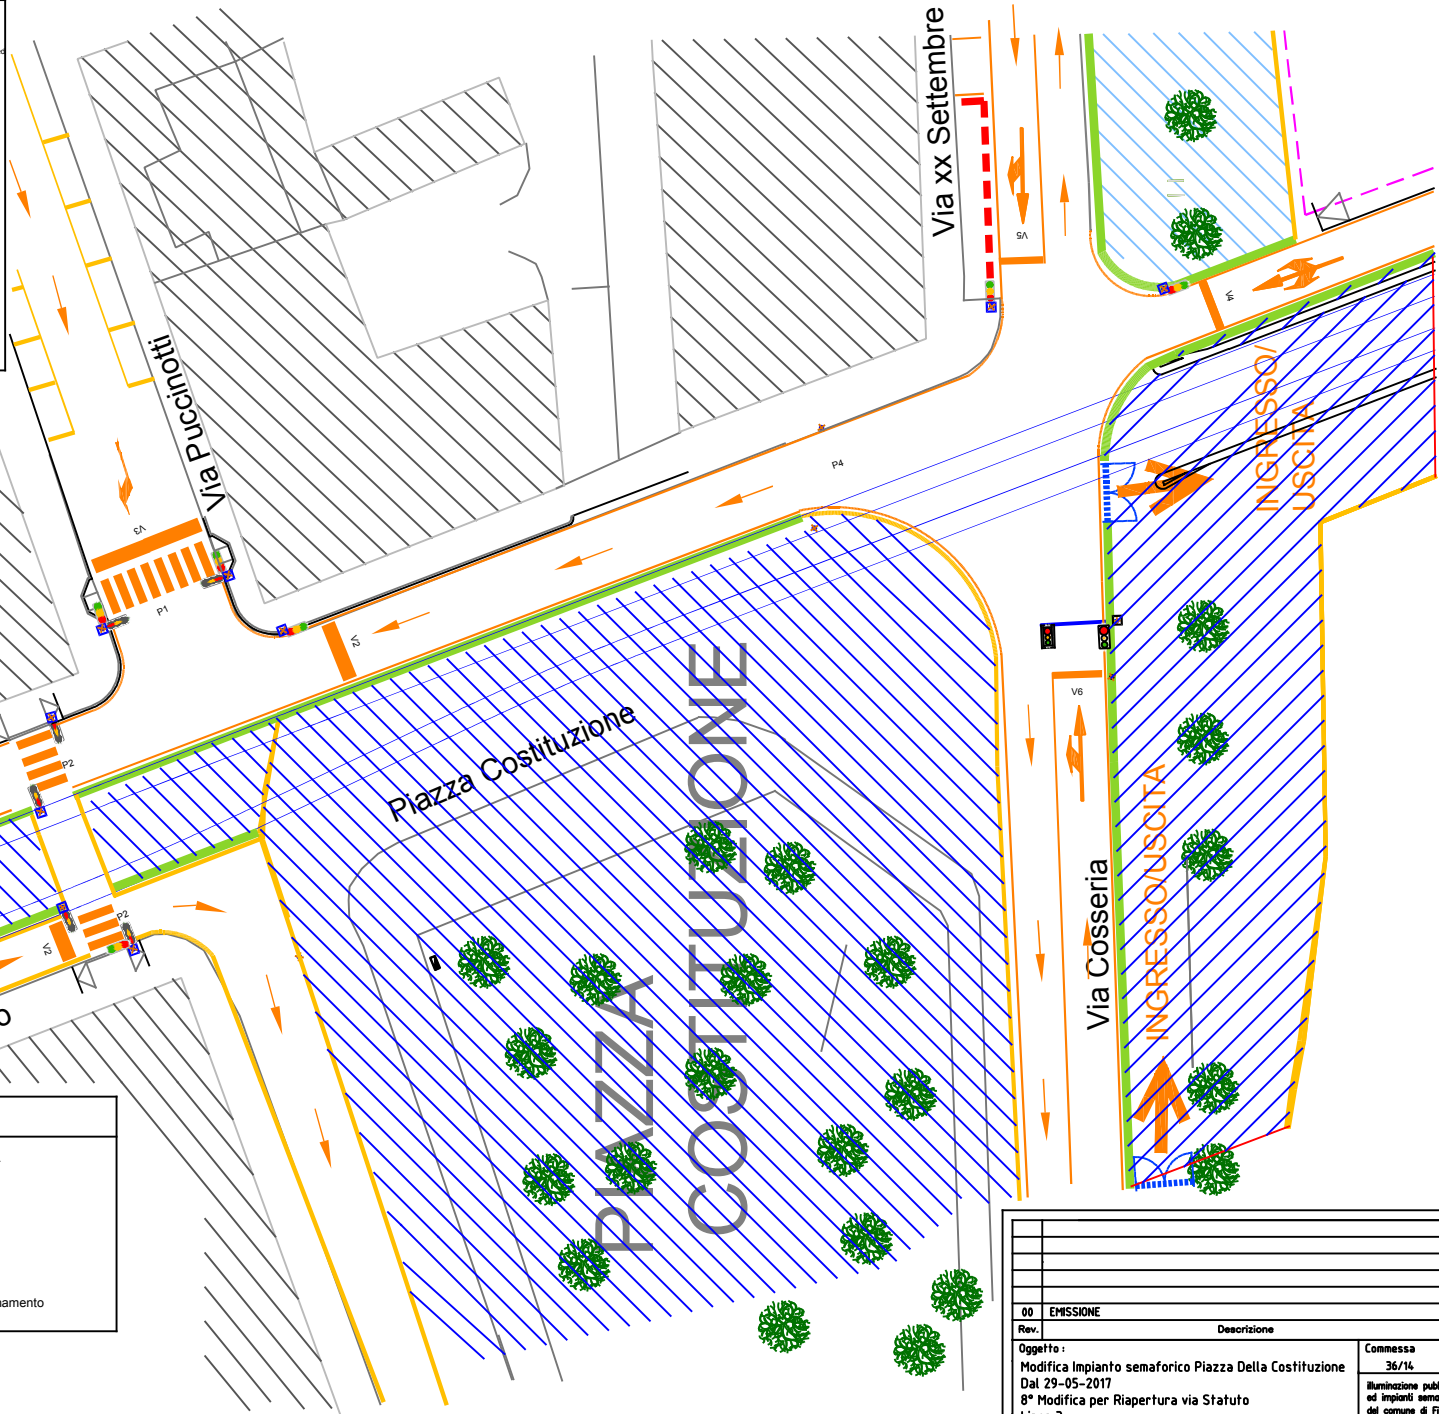 Via xx Settembre
V5
V4
INGRESSO/
USCITA
Via Puccinotti
V3
P1
P4
V2
P2
Piazza Costituzione
PIAZZA
COSTITUZIONE
V6
INGRESSO/USCITA
Via Cosseria
P2
V2
00 EMISSIONE
Rev. Descrizione
Oggetto :
Modifica Impianto semaforico Piazza Della Costituzione
Dal 29-05-2017
8° Modifica per Riapertura via Statuto
Commessa
36/14